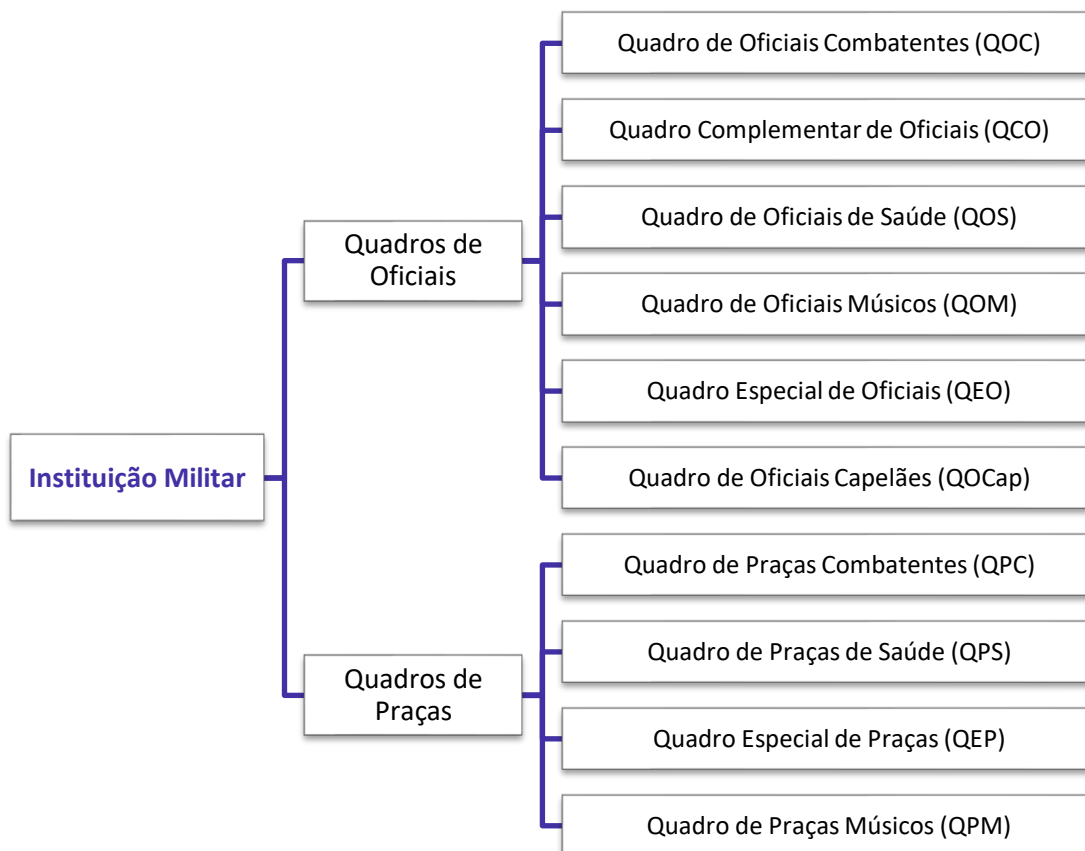 Instituição Militar
Quadros de
Oficiais
Quadro de Oficiais Combatentes (QOC)
Quadro Complementar de Oficiais (QCO)
Quadro de Oficiais de Saúde (QOS)
Quadro de Oficiais Músicos (QOM)
Quadro Especial de Oficiais (QEO)
Quadro de Oficiais Capelães (QOCap)
Quadros de
Praças
Quadro de Praças Combatentes (QPC)
Quadro de Praças de Saúde (QPS)
Quadro Especial de Praças (QEP)
Quadro de Praças Músicos (QPM)